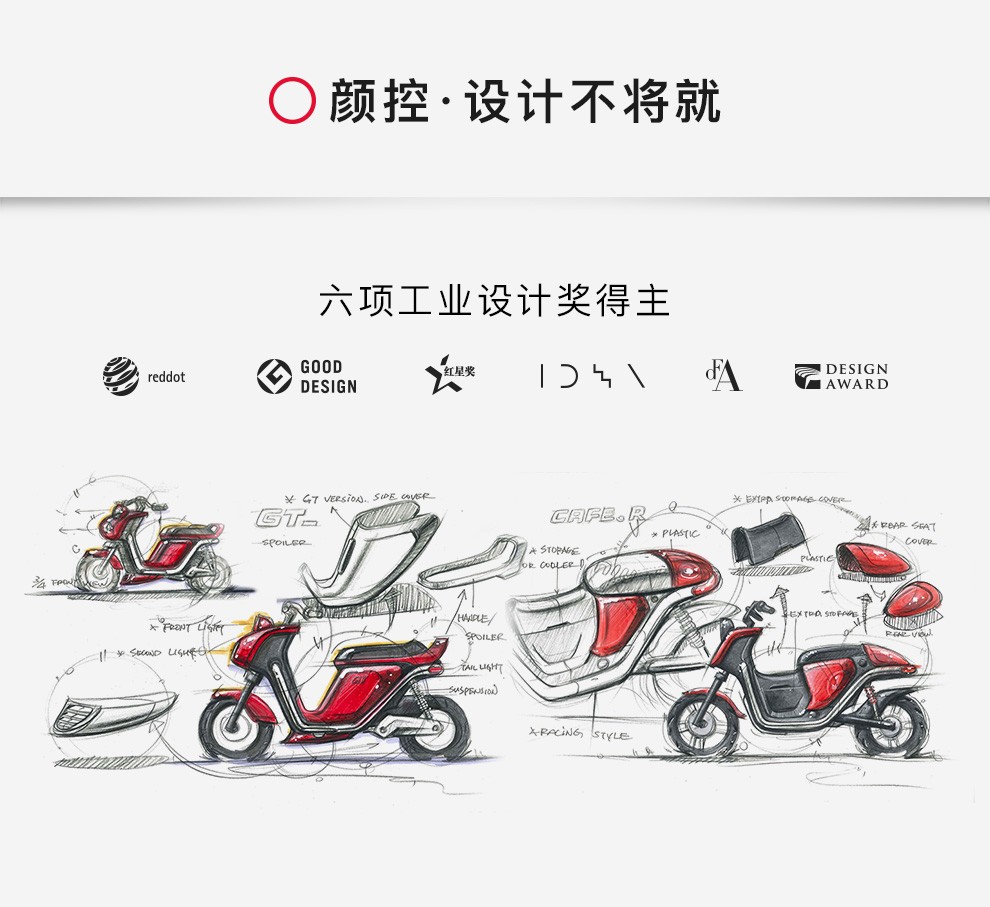 颜控·设计不将就
六项工业设计奖得主
reddot
GOOD
DESIGN
红星奖
IDSA
dFA
DESIGN
AWARD
* GT VERSION. SIDE COVER
GT_
SPOILER
* FRONT LIGHT
* SECOND LIGHT
HANDLE/
SPOILER
TAIL LIGHT
SUSPENSION
CAFE.R
* EXTRA STORAGE COVER
* PLASTIC
* STORAGE
OR COOLER
PLASTIC
* REAR SEAT
COVER
EXTRA STORAGE
REAR VIEW.
*RACING STYLE